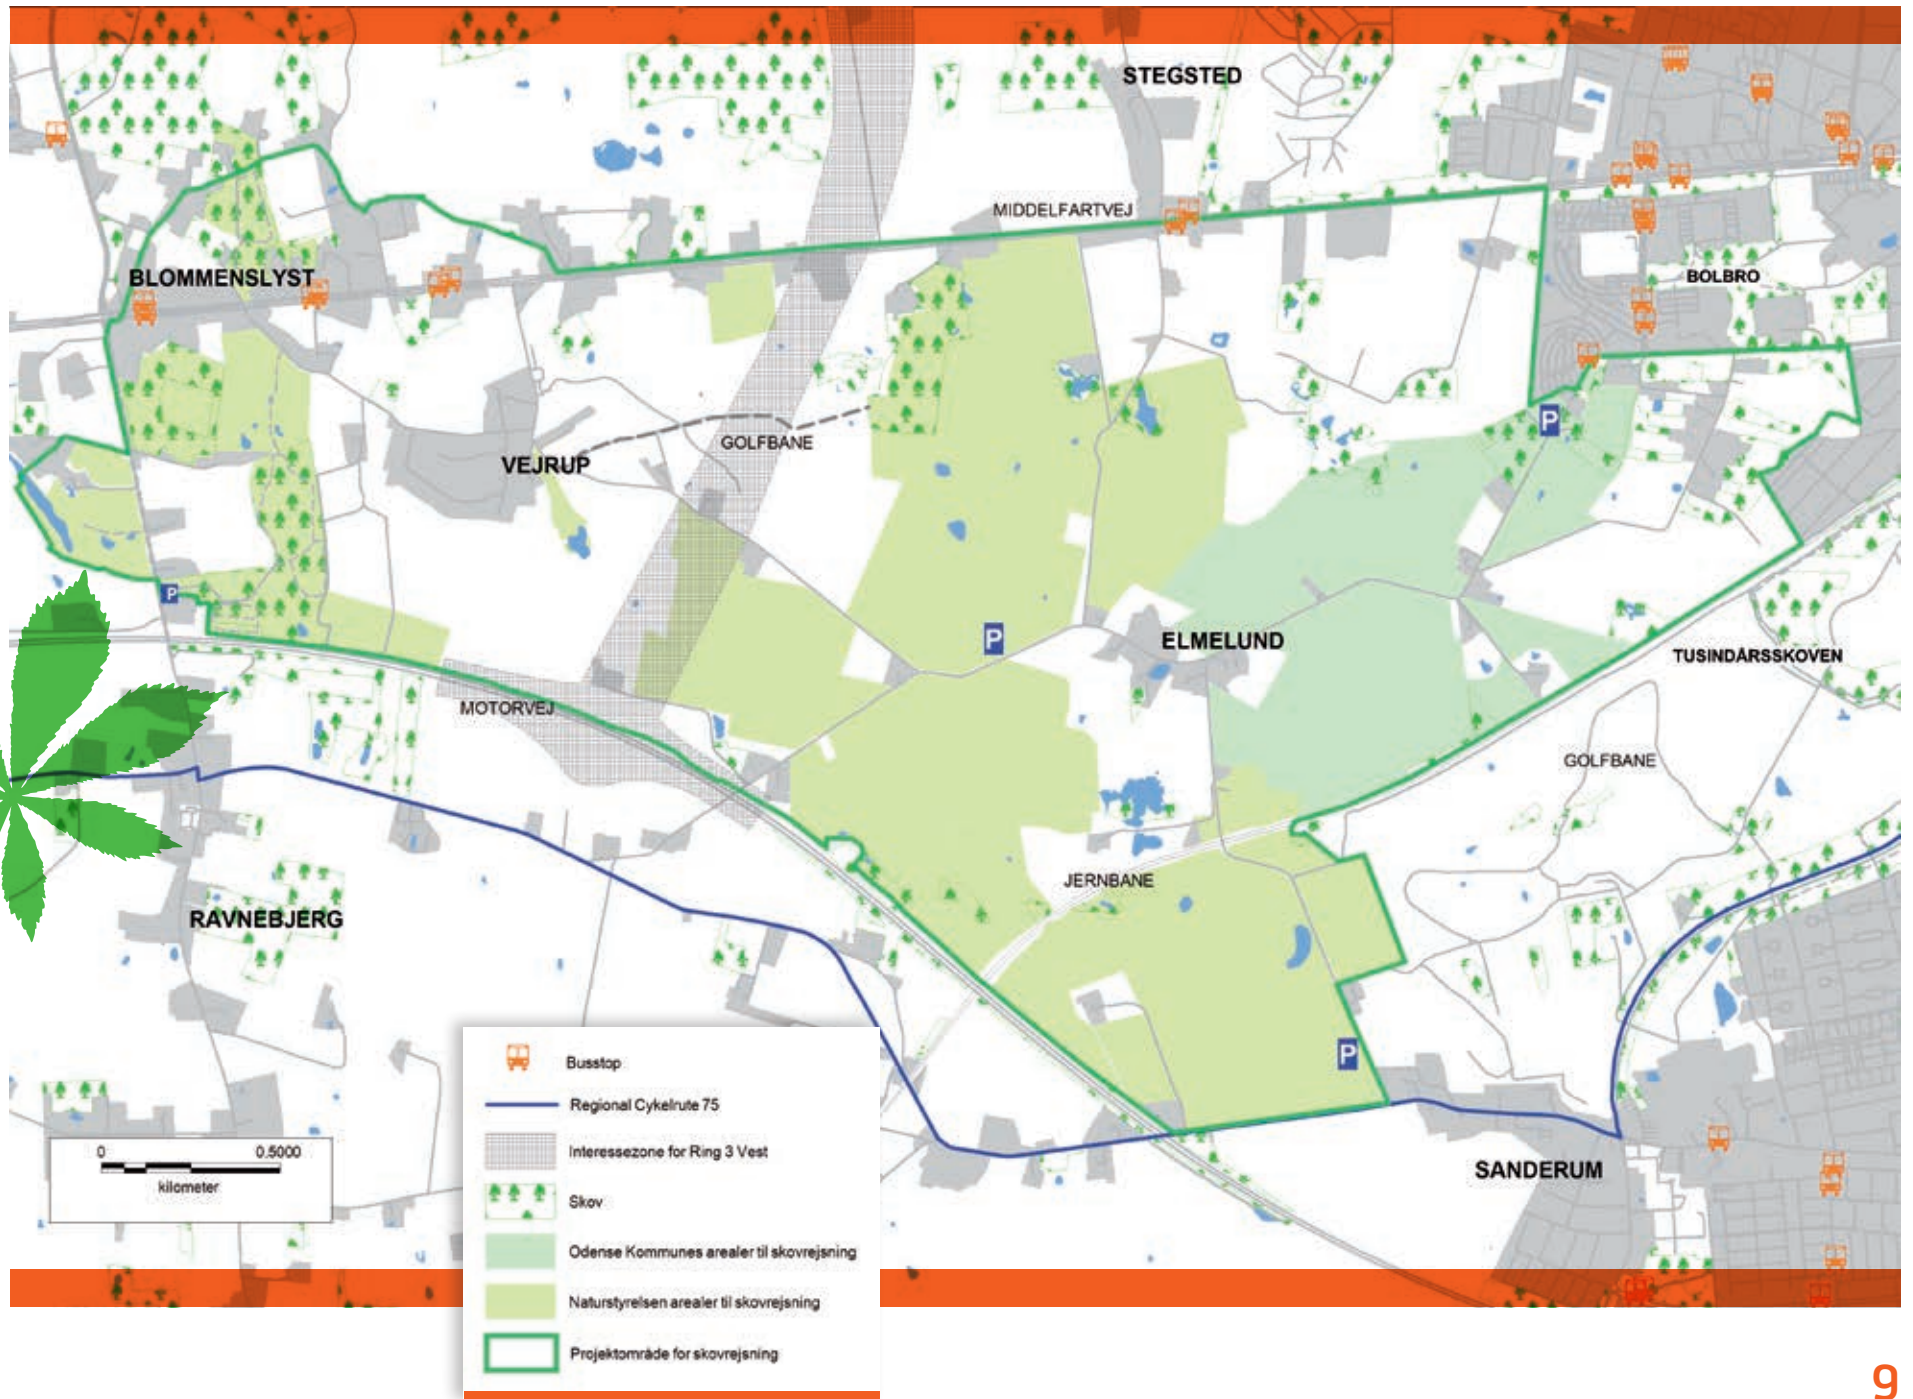 STEGSTED
MIDDELFARTVEJ
BLOMMENSLYST
BOLBRO
P
GOLFBANE
VEJRUP
P
P
ELMELUND
TUSINDÅRSSKOVEN
MOTORVEJ
GOLFBANE
JERNBANE
RAVNEBJERG
P
SANDERUM
0 0.5000
kilometer
Busstop
Regional Cykelrute 75
Interessezone for Ring 3 Vest
Skov
Odense Kommunes arealer til skovrejsning
Naturstyrelsen arealer til skovrejsning
Projektområde for skovrejsning
9